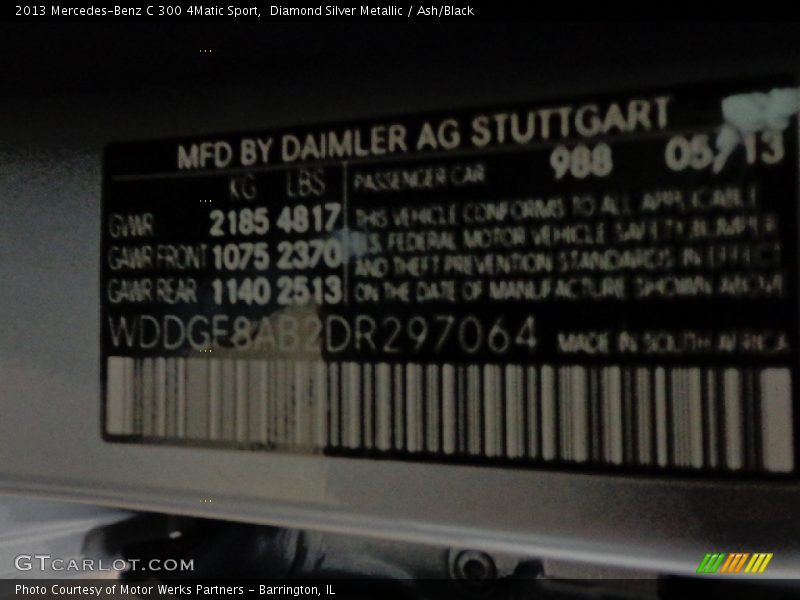 2013 Mercedes-Benz C 300 4Matic Sport,  Diamond Silver Metallic / Ash/Black
MFD BY DAIMLER AG STUTTGART
KG LBS
GWR 2185 4817
GAWR FRONT 1075 2370
GAWR REAR 1140 2513
PASSENGER CAR 988 05/13
THIS VEHICLE CONFORMS TO ALL APPLICABLE
U.S. FEDERAL MOTOR VEHICLE SAFETY BUMPER
AND THEFT PREVENTION STANDARDS IN EFFECT
ON THE DATE OF MANUFACTURE SHOWN ABOVE
WDDGF8AB2DR297064 MADE IN SOUTH AFRICA
GTCARLOT.COM
Photo Courtesy of Motor Werks Partners - Barrington, IL